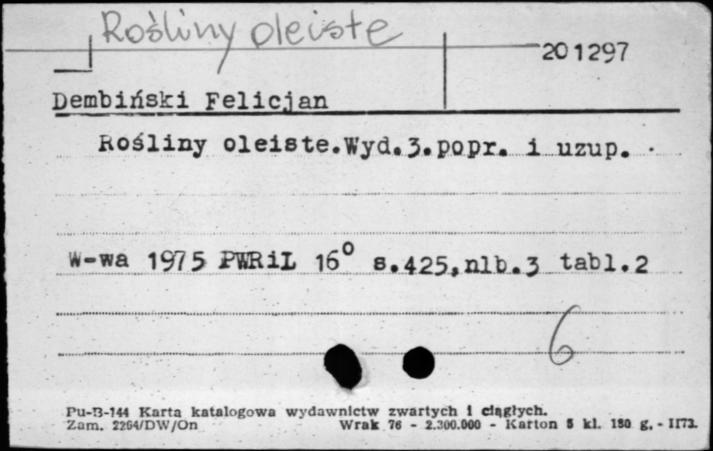 Rośliny oleiste
201297
Dembiński Felicjan
Rośliny oleiste.Wyd.3.popr. i uzup.
W-wa 1975 PWRiL 16° s.425,nlb.3 tabl.2
6
Pu-B-144 Karta katalogowa wydawnictw zwartych i ciągłych.
Zam. 2264/DW/On Wrak 76 - 2.300.000 - Karton 5 kl. 180 g. - 1173.